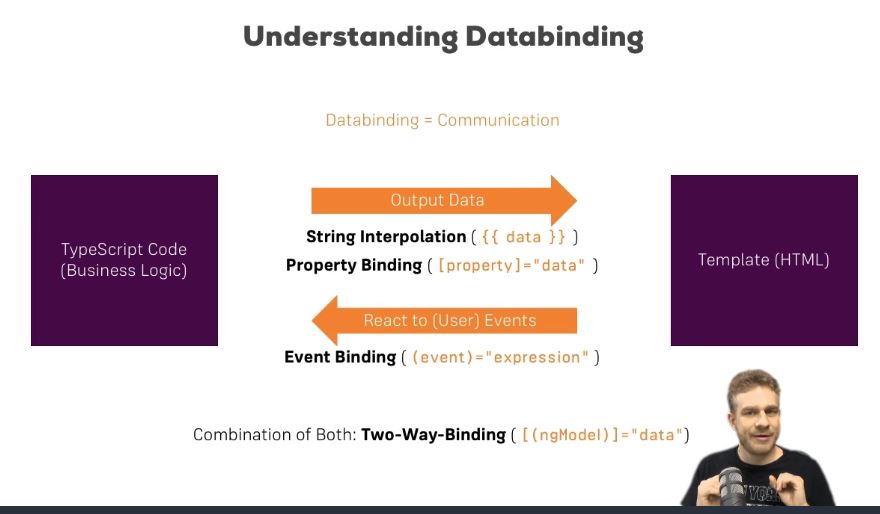 Understanding Databinding
Databinding = Communication
TypeScript Code
(Business Logic)
Output Data
String Interpolation ( {{ data }} )
Property Binding ( [property]="data" )
React to (User) Events
Event Binding ( (event)="expression" )
Template (HTML)
Combination of Both: Two-Way-Binding ( [(ngModel)]="data")